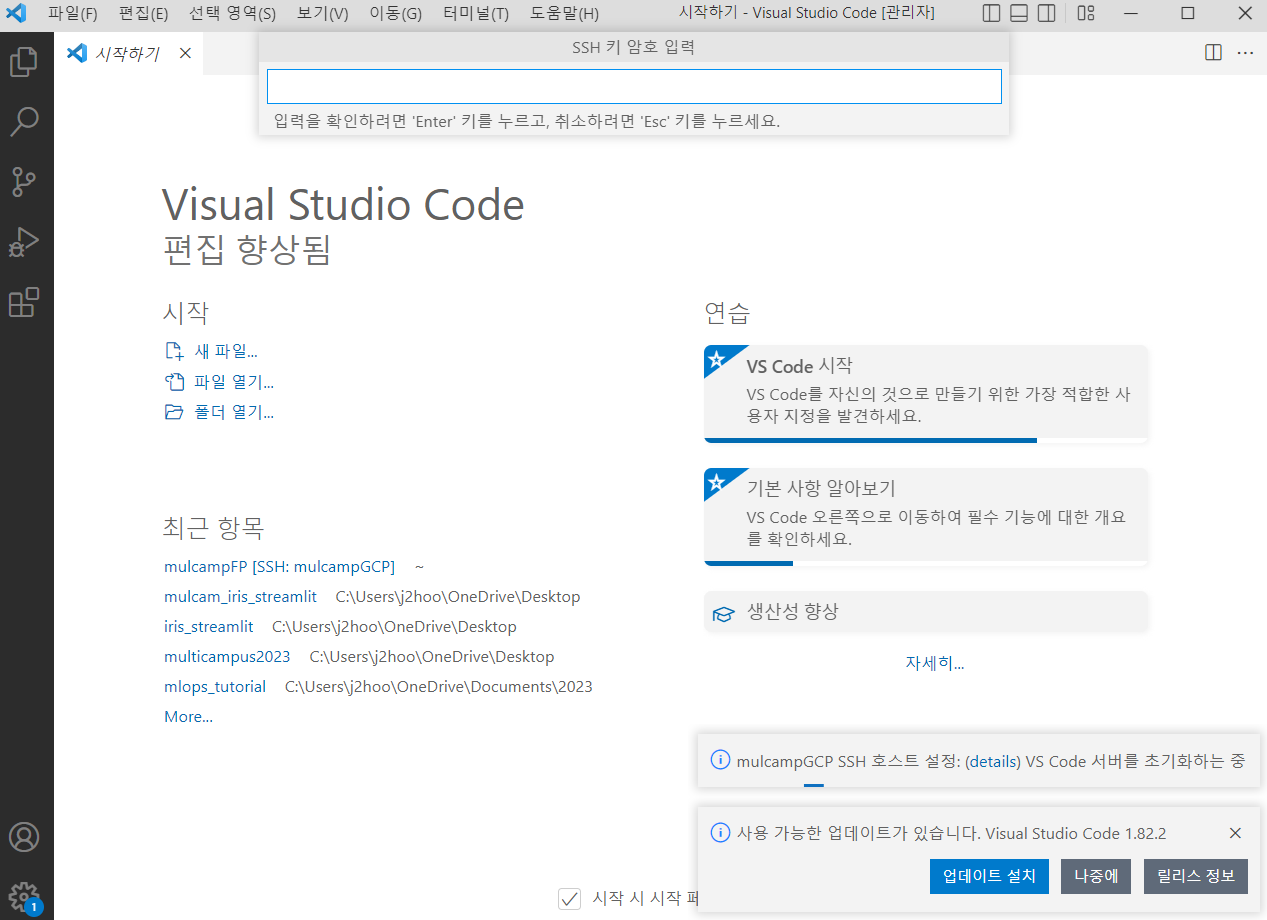 파일(F) 편집(E) 선택 영역(S) 보기(V) 이동(G) 터미널(T) 도움말(H) 시작하기 - Visual Studio Code [관리자]
시작하기
SSH 키 암호 입력
입력을 확인하려면 'Enter' 키를 누르고, 취소하려면 'Esc' 키를 누르세요.
Visual Studio Code
편집 향상됨
시작
새 파일...
파일 열기...
폴더 열기...
최근 항목
mulcampFP [SSH: mulcampGCP] ~
mulcam_iris_streamlit C:\Users\j2hoo\OneDrive\Desktop
iris_streamlit C:\Users\j2hoo\OneDrive\Desktop
multicampus2023 C:\Users\j2hoo\OneDrive\Desktop
mlops_tutorial C:\Users\j2hoo\OneDrive\Documents\2023
More...
연습
VS Code 시작
VS Code를 자신의 것으로 만들기 위한 가장 적합한 사
용자 지정을 발견하세요.
기본 사항 알아보기
VS Code 오른쪽으로 이동하여 필수 기능에 대한 개요
를 확인하세요.
생산성 향상
자세히...
mulcampGCP SSH 호스트 설정: (details) VS Code 서버를 초기화하는 중
사용 가능한 업데이트가 있습니다. Visual Studio Code 1.82.2
업데이트 설치 나중에 릴리스 정보
시작 시 시작 페
1